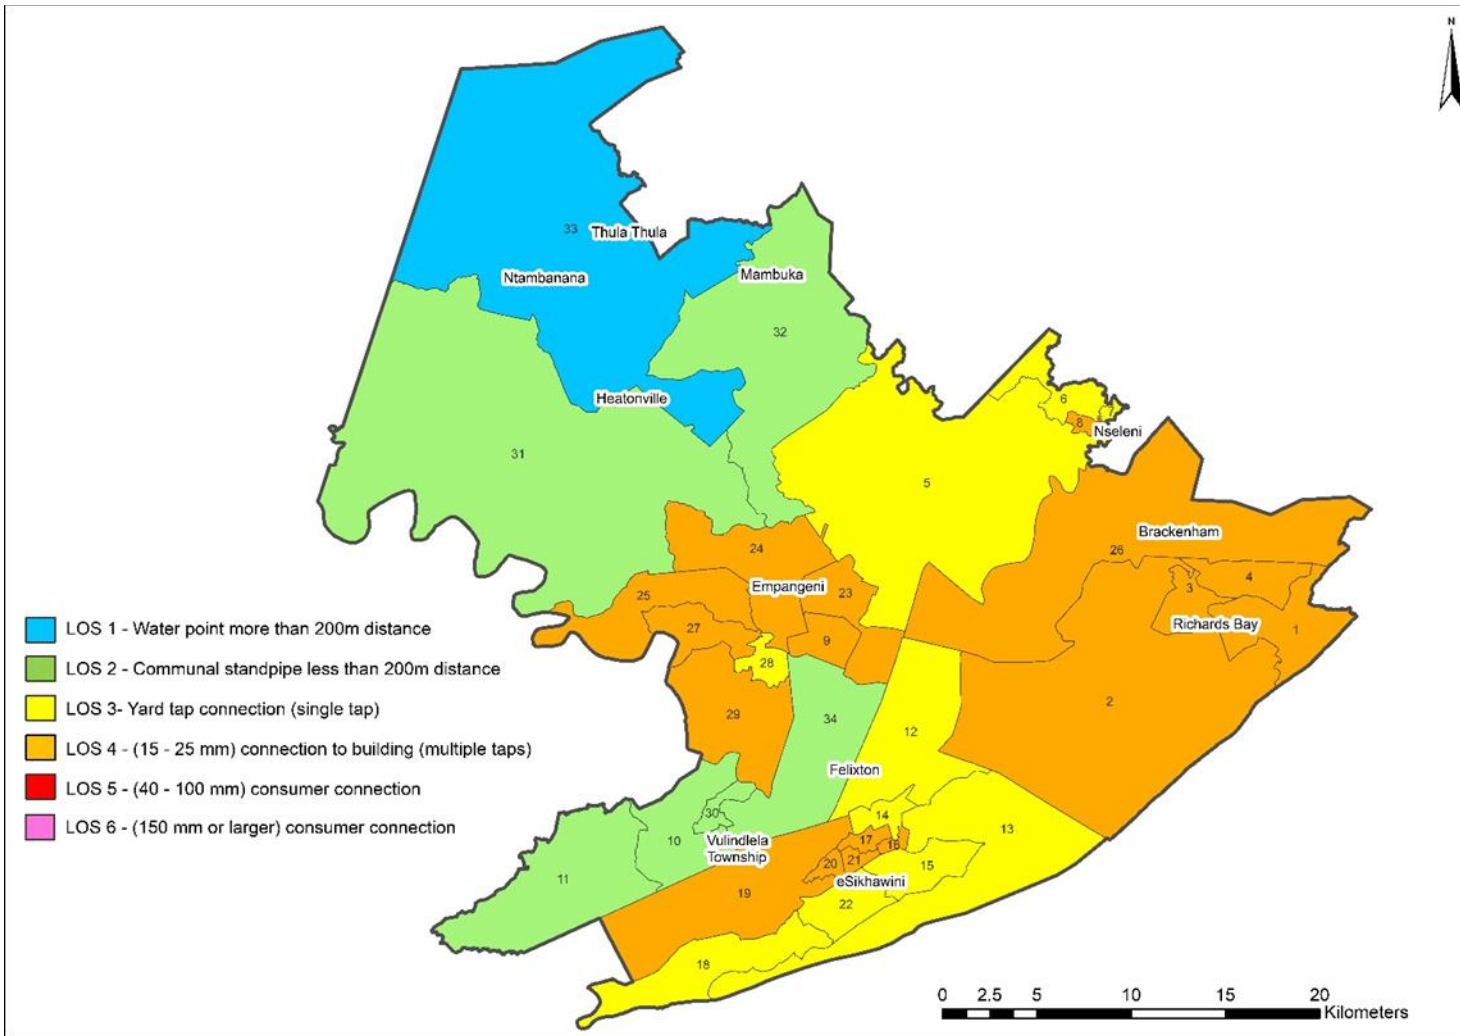 N
33
Thula Thula
Ntambanana
Mambuka
32
Heatonville
6
8
7
Nseleni
31
5
Brackenham
24
26
4
Empangeni
3
25
23
Richards Bay
1
27
9
28
2
29
34
12
Felixton
30
14
13
10
Vulindlela
Township
17
16
20
21
15
11
eSikhawini
19
22
18
LOS 1 - Water point more than 200m distance
LOS 2 - Communal standpipe less than 200m distance
LOS 3- Yard tap connection (single tap)
LOS 4 - (15 - 25 mm) connection to building (multiple taps)
LOS 5 - (40 - 100 mm) consumer connection
LOS 6 - (150 mm or larger) consumer connection
0 2.5 5 10 15 20
Kilometers